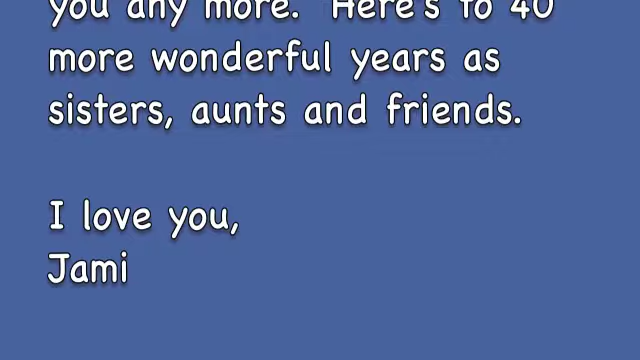 you any more. Here's to 40
more wonderful years as
sisters, aunts and friends.
I love you,
Jami